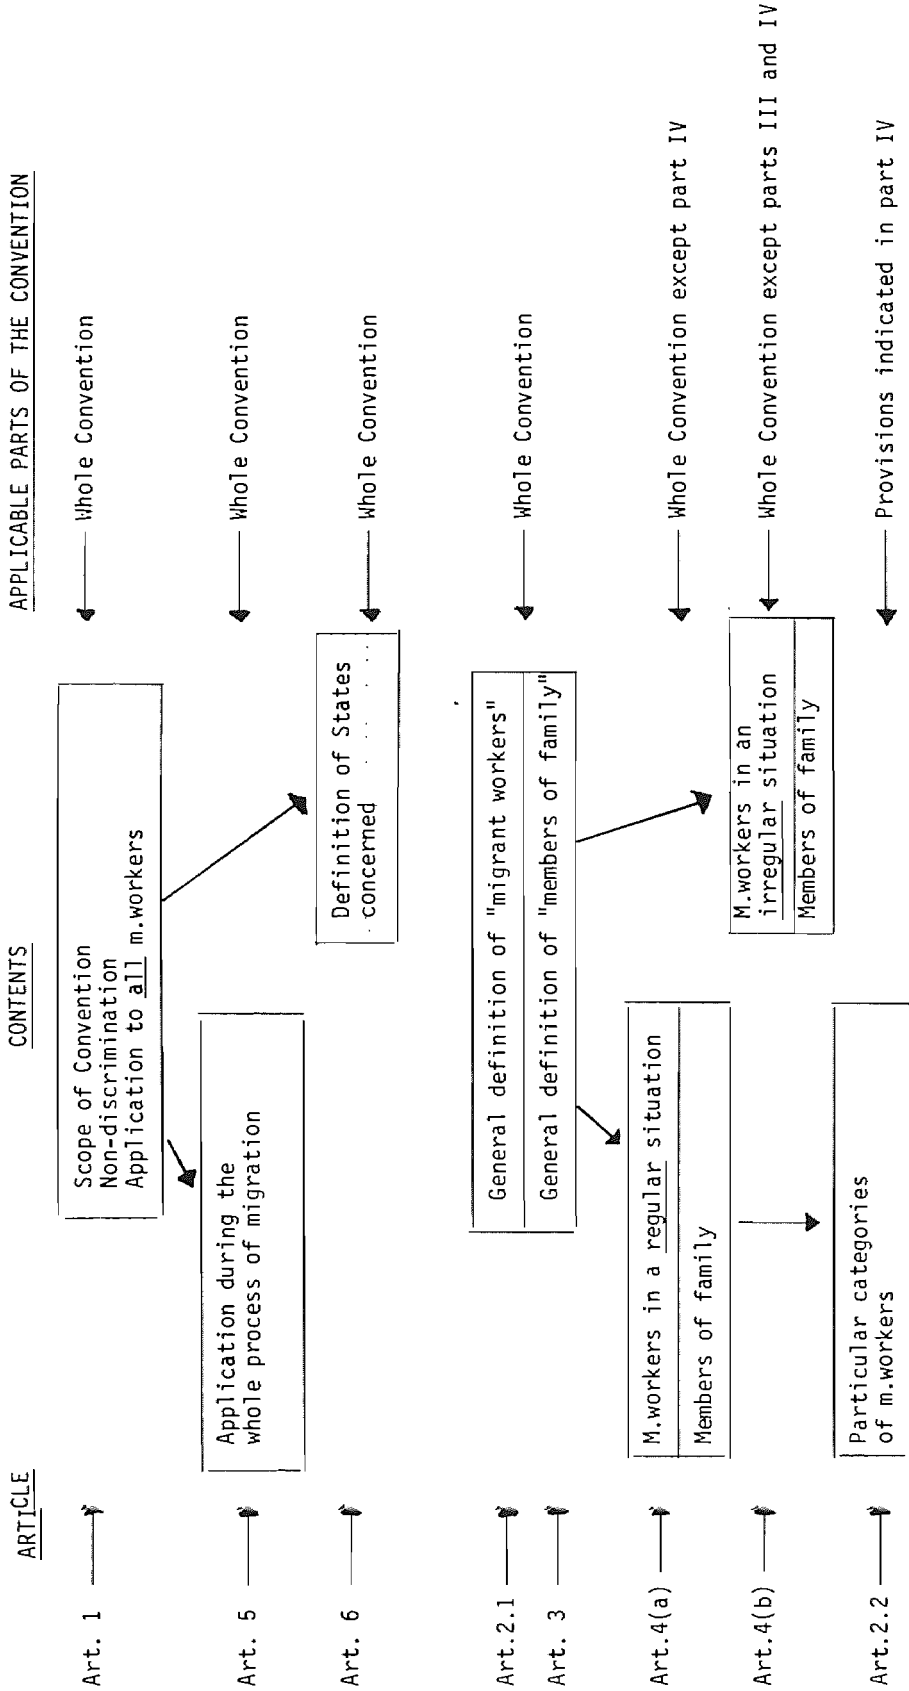 ARTICLE
CONTENTS
APPLICABLE PARTS OF THE CONVENTION
Art. 1
Scope of Convention
Non-discrimination
Application to all m.workers
Whole Convention
Art. 5
Application during the
whole process of migration
Whole Convention
Art. 6
Definition of States
concerned
Whole Convention
Art.2.1
General definition of "migrant workers"
Whole Convention
Art. 3
General definition of "members of family"
Art.4(a)
M.workers in a regular situation
Members of family
Whole Convention except part IV
Art.4(b)
M.workers in an
irregular situation
Members of family
Whole Convention except parts III and IV
Art.2.2
Particular categories
of m.workers
Provisions indicated in part IV